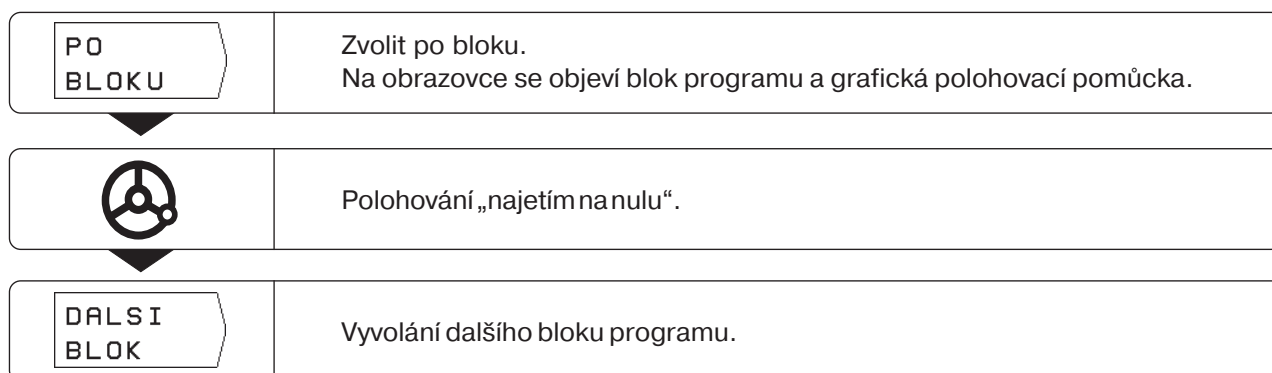 PO
BLOKU
Zvolit po bloku.
Na obrazovce se objeví blok programu a grafická polohovací pomůcka.
Polohování „najetím na nulu“.
DALSI
BLOK
Vyvolání dalšího bloku programu.